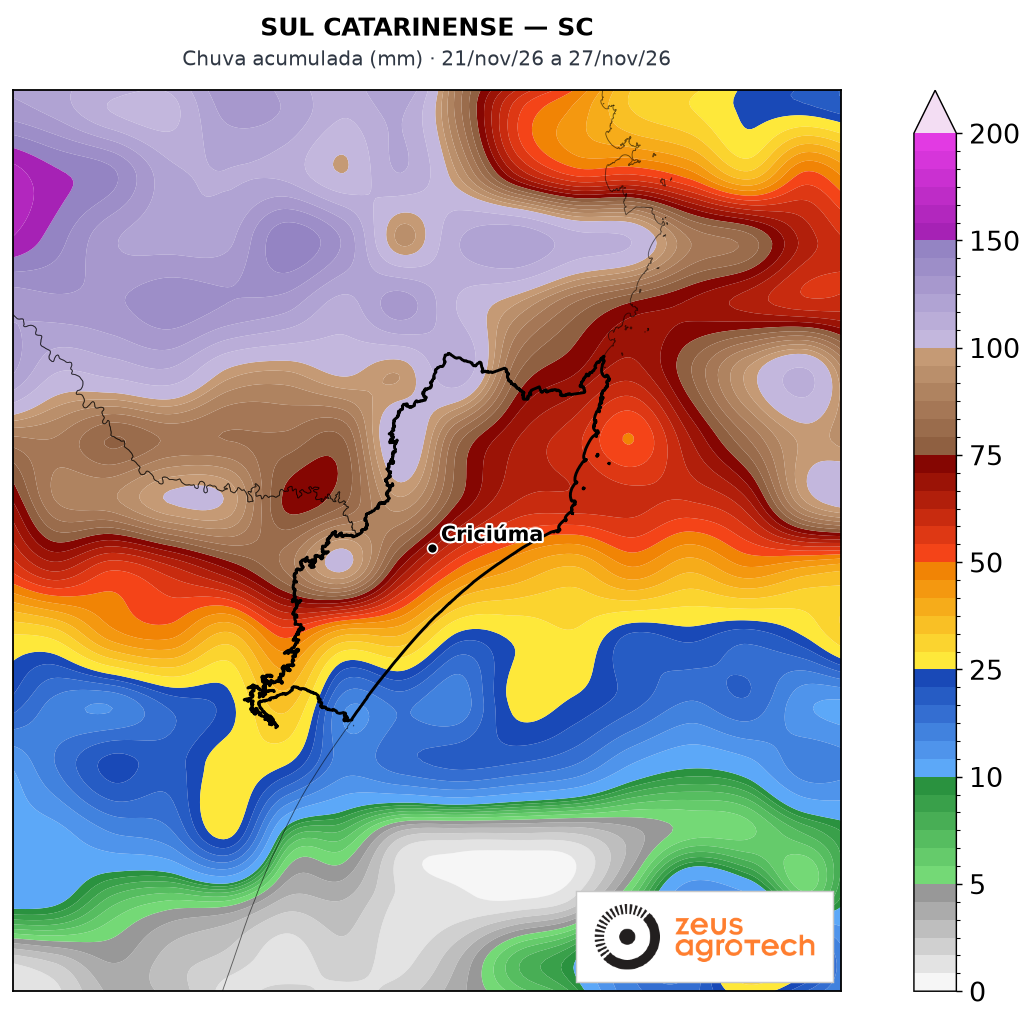 SUL CATARINENSE — SC
Chuva acumulada (mm) · 21/nov/26 a 27/nov/26
200
150
100
75
50
25
10
5
0
Criciúma
zeus
agrotech